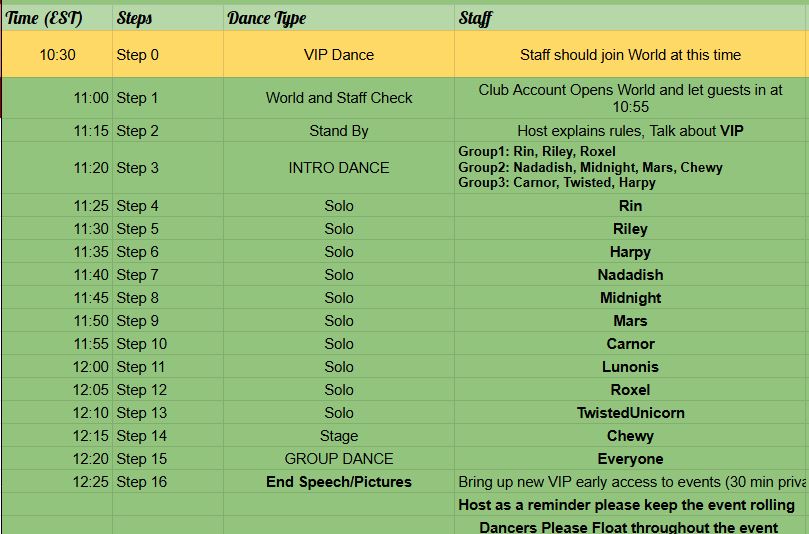 Time (EST) Steps Dance Type Staff
10:30 Step 0 VIP Dance Staff should join World at this time
11:00 Step 1 World and Staff Check Club Account Opens World and let guests in at
10:55
11:15 Step 2 Stand By Host explains rules, Talk about VIP
11:20 Step 3 INTRO DANCE Group1: Rin, Riley, Roxel
Group2: Nadadish, Midnight, Mars, Chewy
Group3: Carnor, Twisted, Harpy
11:25 Step 4 Solo Rin
11:30 Step 5 Solo Riley
11:35 Step 6 Solo Harpy
11:40 Step 7 Solo Nadadish
11:45 Step 8 Solo Midnight
11:50 Step 9 Solo Mars
11:55 Step 10 Solo Carnor
12:00 Step 11 Solo Lunonis
12:05 Step 12 Solo Roxel
12:10 Step 13 Solo TwistedUnicorn
12:15 Step 14 Stage Chewy
12:20 Step 15 GROUP DANCE Everyone
12:25 Step 16 End Speech/Pictures Bring up new VIP early access to events (30 min priva
Host as a reminder please keep the event rolling
Dancers Please Float throughout the event